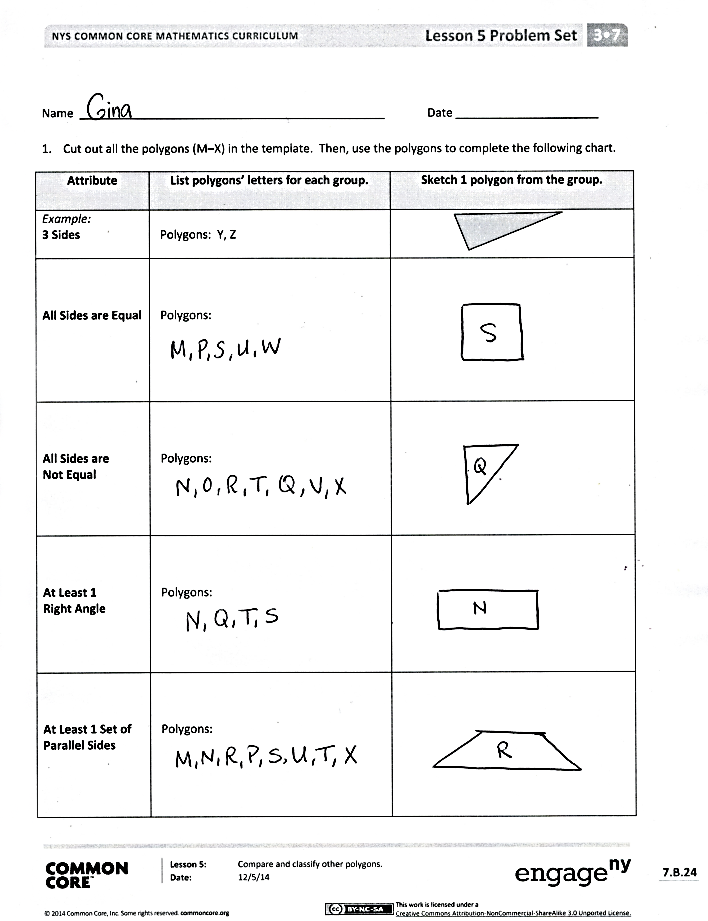 NYS COMMON CORE MATHEMATICS CURRICULUM Lesson 5 Problem Set 3•7
Name Gina Date
1. Cut out all the polygons (M–X) in the template. Then, use the polygons to complete the following chart.
Attribute List polygons' letters for each group. Sketch 1 polygon from the group.
Example:
3 Sides Polygons: Y, Z
All Sides are Equal Polygons:
M, P, S, U, W
S
All Sides are
Not Equal
Polygons:
N, O, R, T, Q, V, X
Q
At Least 1
Right Angle
Polygons:
N, Q, T, S
N
At Least 1 Set of
Parallel Sides
Polygons:
M, N, R, P, S, U, T, X
R
COMMON
CORE™
Lesson 5: Compare and classify other polygons.
Date: 12/5/14
engageny
7.B.24
© 2014 Common Core, Inc. Some rights reserved. commoncore.org
(cc) BY-NC-SA
This work is licensed under a
Creative Commons Attribution-NonCommercial-ShareAlike 3.0 Unported License.